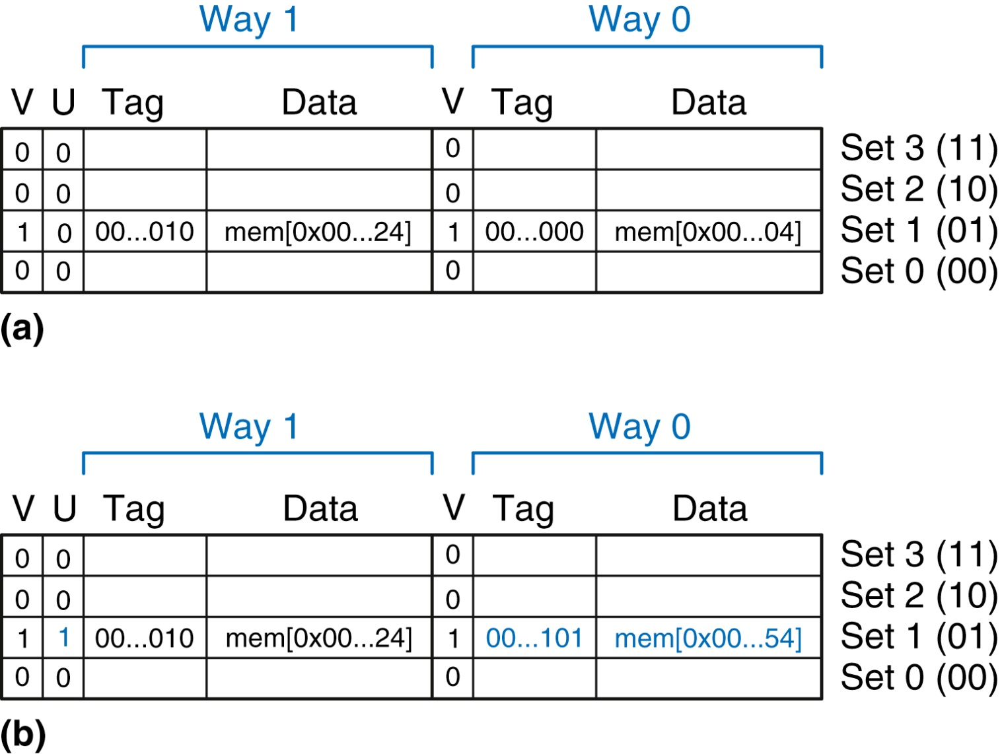 Way 1 Way 0
V U Tag Data V Tag Data
0 0 0 Set 3 (11)
0 0 0 Set 2 (10)
1 0 00...010 mem[0x00...24] 1 00...000 mem[0x00...04] Set 1 (01)
0 0 0 Set 0 (00)
(a)
Way 1 Way 0
V U Tag Data V Tag Data
0 0 0 Set 3 (11)
0 0 0 Set 2 (10)
1 1 00...010 mem[0x00...24] 1 00...101 mem[0x00...54] Set 1 (01)
0 0 0 Set 0 (00)
(b)